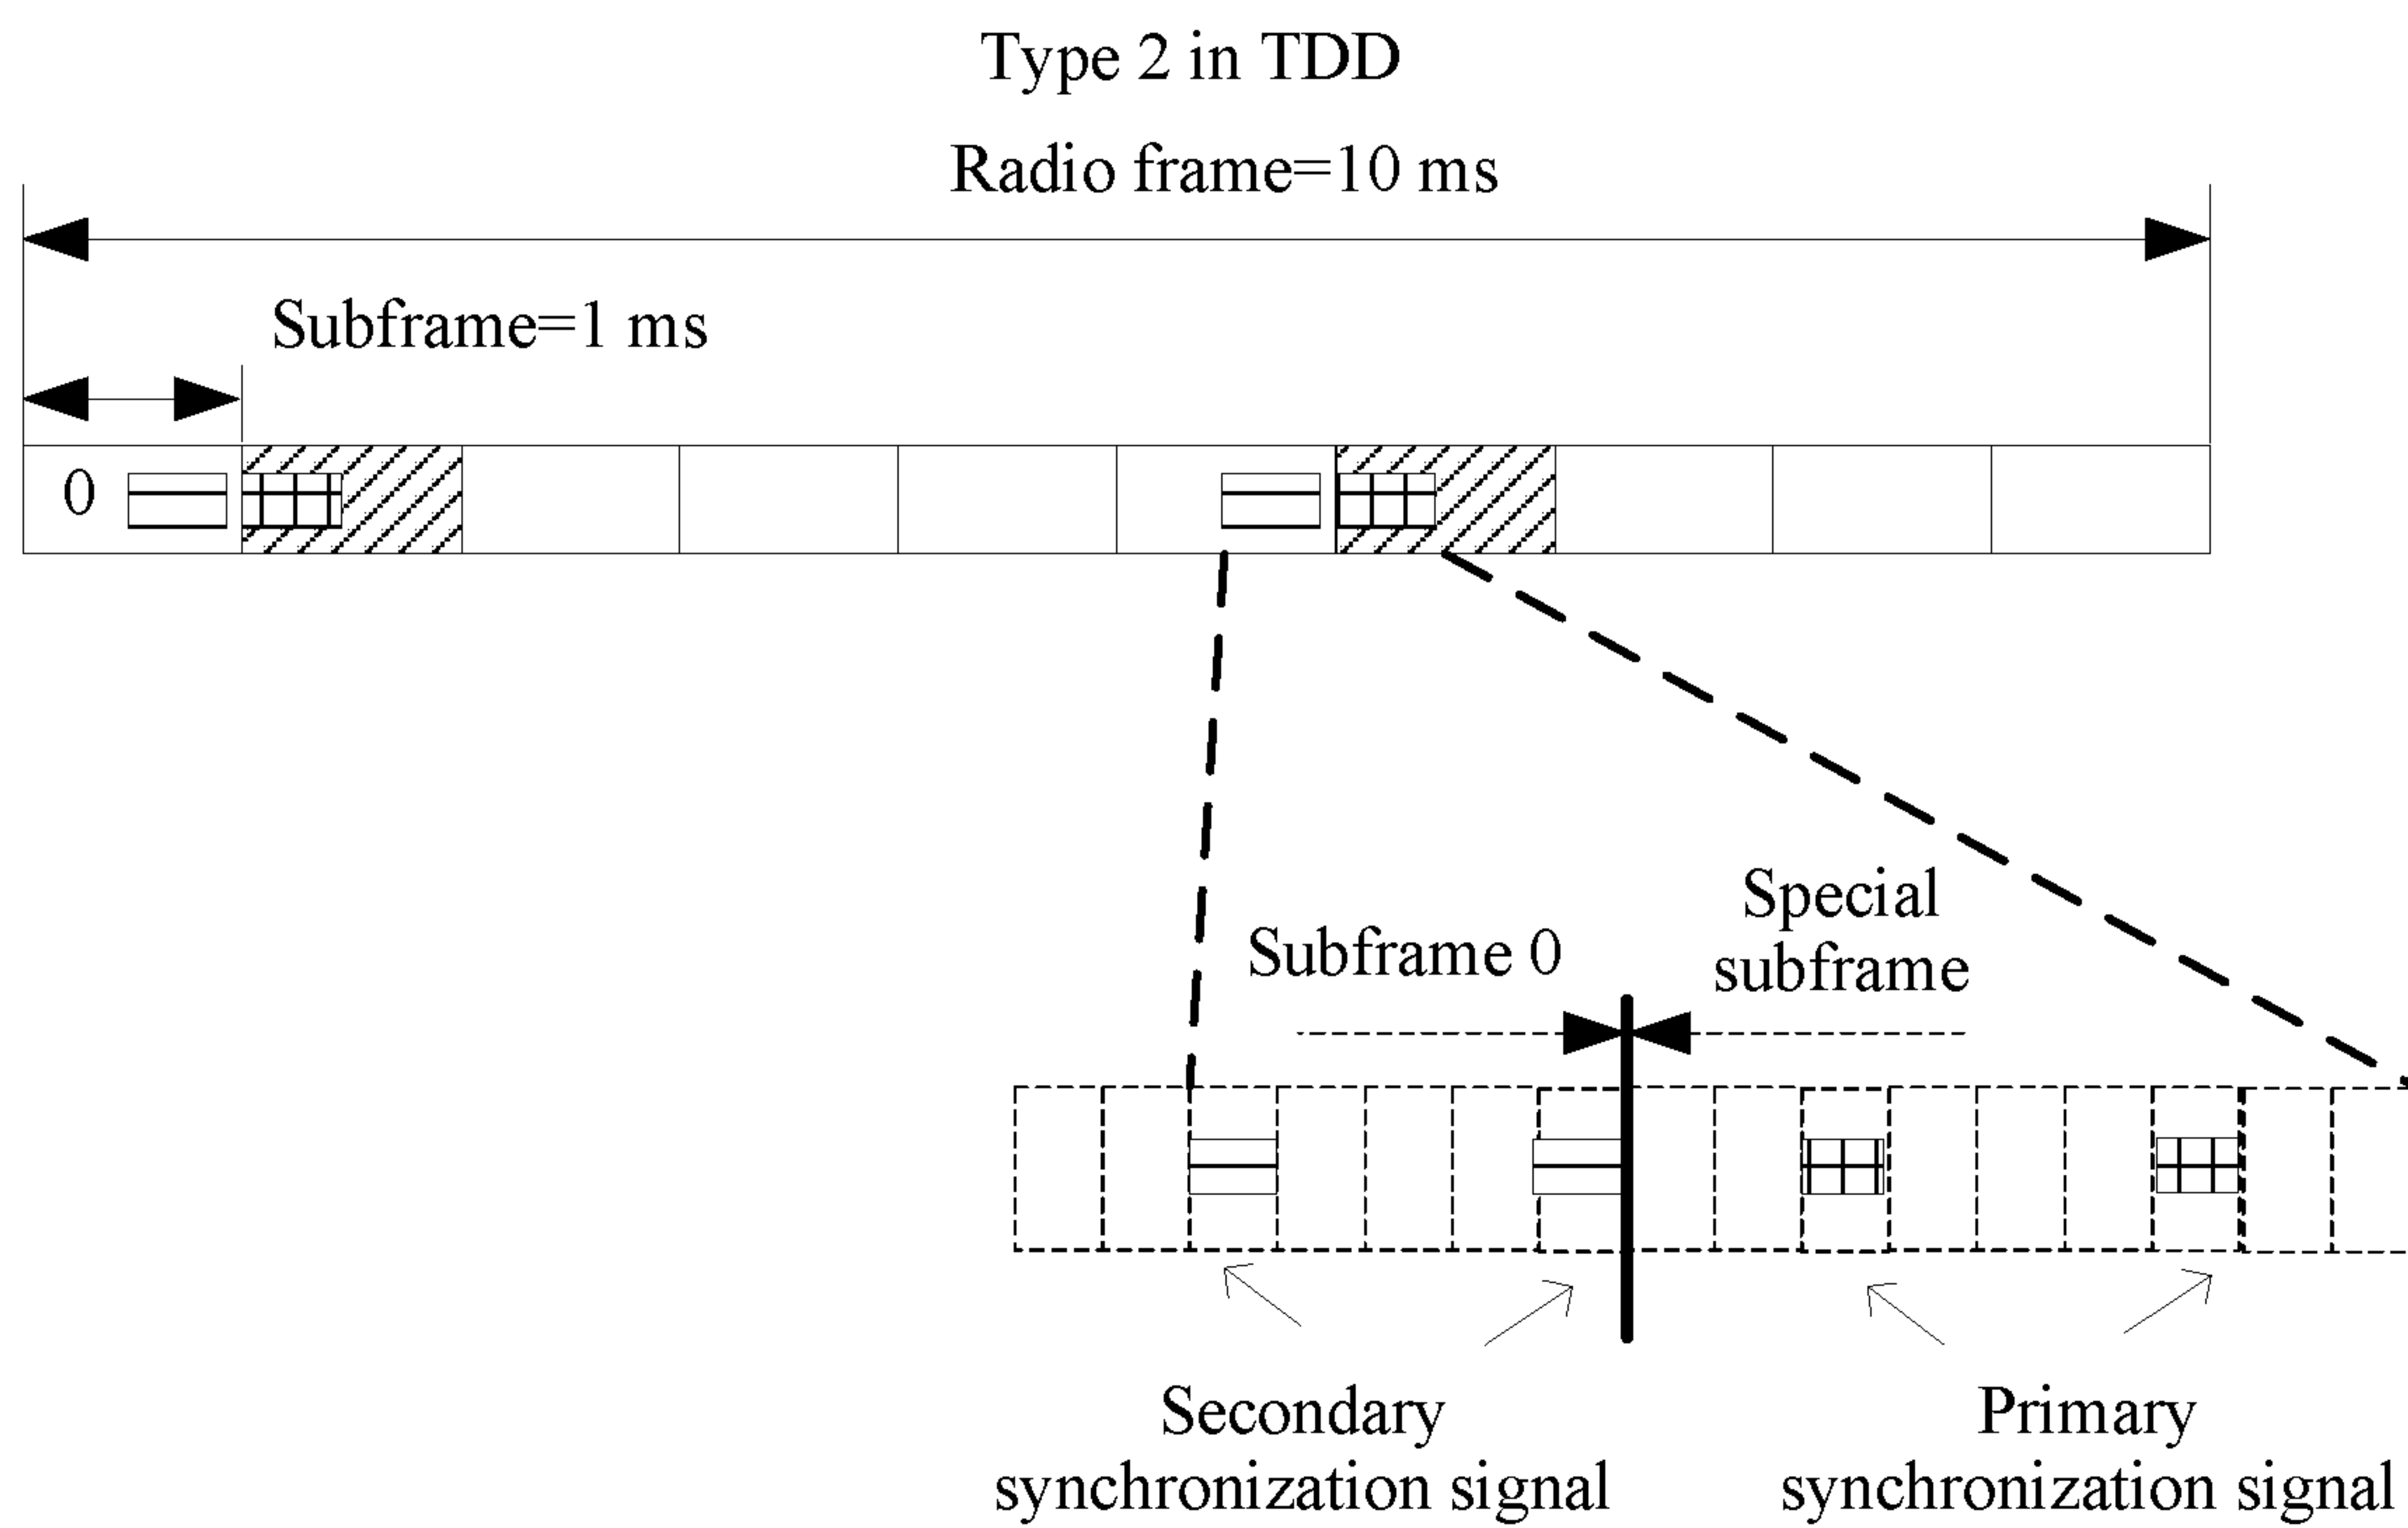 Type 2 in TDD
Radio frame=10 ms
Subframe=1 ms
0
Subframe 0
Special
subframe
Secondary
synchronization signal
Primary
synchronization signal